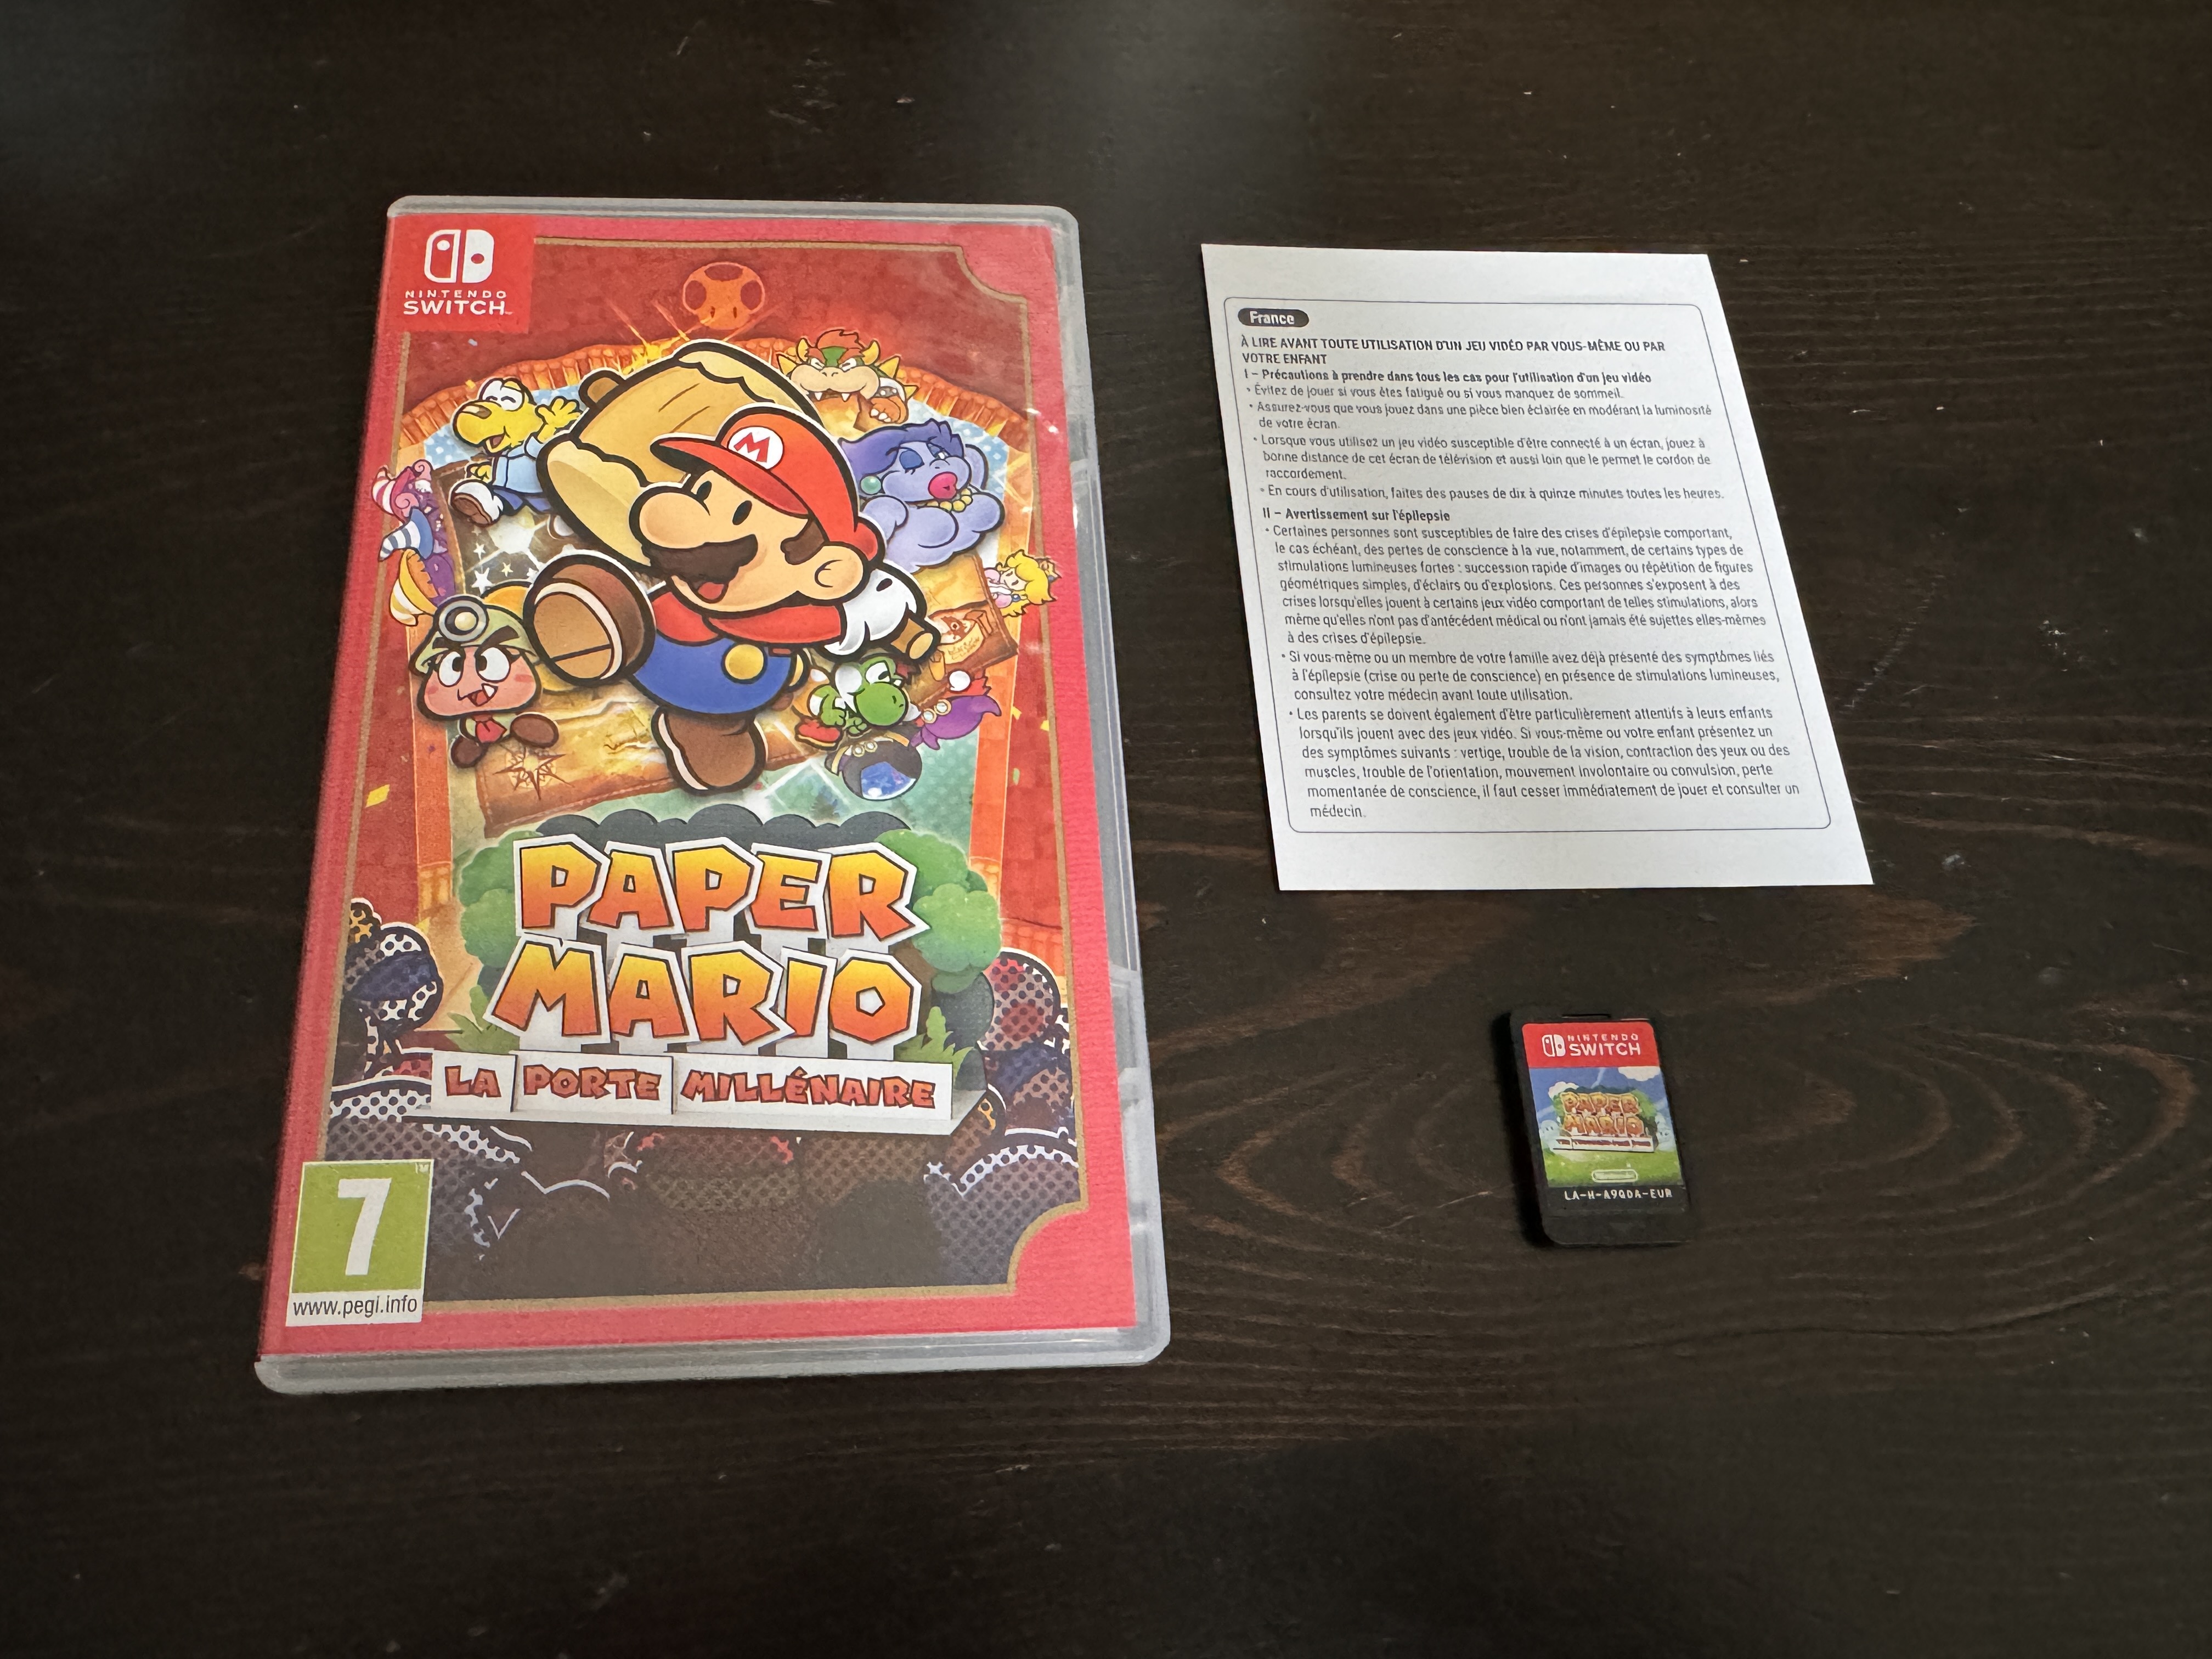 NINTENDO
SWITCH™
M
PAPER
MARIO
LA PORTE MILLÉNAIRE
7
TM
www.pegi.info
France
À LIRE AVANT TOUTE UTILISATION D'UN JEU VIDÉO PAR VOUS-MÊME OU PAR
VOTRE ENFANT
I – Précautions à prendre dans tous les cas pour l'utilisation d'un jeu vidéo
• Évitez de jouer si vous êtes fatigué ou si vous manquez de sommeil.
• Assurez-vous que vous jouez dans une pièce bien éclairée en modérant la luminosité
de votre écran.
• Lorsque vous utilisez un jeu vidéo susceptible d'être connecté à un écran, jouez à
bonne distance de cet écran de télévision et aussi loin que le permet le cordon de
raccordement.
• En cours d'utilisation, faites des pauses de dix à quinze minutes toutes les heures.
II – Avertissement sur l'épilepsie
• Certaines personnes sont susceptibles de faire des crises d'épilepsie comportant,
le cas échéant, des pertes de conscience à la vue, notamment, de certains types de
stimulations lumineuses fortes : succession rapide d'images ou répétition de figures
géométriques simples, d'éclairs ou d'explosions. Ces personnes s'exposent à des
crises lorsqu'elles jouent à certains jeux vidéo comportant de telles stimulations, alors
même qu'elles n'ont pas d'antécédent médical ou n'ont jamais été sujettes elles-mêmes
à des crises d'épilepsie.
• Si vous-même ou un membre de votre famille avez déjà présenté des symptômes liés
à l'épilepsie (crise ou perte de conscience) en présence de stimulations lumineuses,
consultez votre médecin avant toute utilisation.
• Les parents se doivent également d'être particulièrement attentifs à leurs enfants
lorsqu'ils jouent avec des jeux vidéo. Si vous-même ou votre enfant présentez un
des symptômes suivants : vertige, trouble de la vision, contraction des yeux ou des
muscles, trouble de l'orientation, mouvement involontaire ou convulsion, perte
momentanée de conscience, il faut cesser immédiatement de jouer et consulter un
médecin.
NINTENDO
SWITCH
PAPER
MARIO
Nintendo
LA-H-A9QDA-EUR